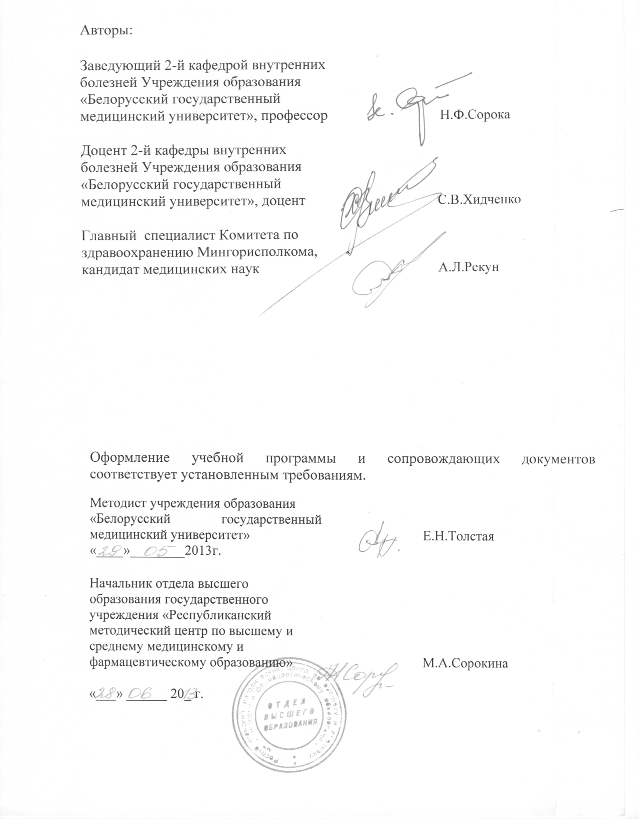 Авторы:
Заведующий 2-й кафедрой внутренних
болезней Учреждения образования
«Белорусский государственный
медицинский университет», профессор
Н.Ф.Сорока
Доцент 2-й кафедры внутренних
болезней Учреждения образования
«Белорусский государственный
медицинский университет», доцент
С.В.Хидченко
Главный специалист Комитета по
здравоохранению Мингорисполкома,
кандидат медицинских наук
А.Л.Рекун
Оформление учебной программы и сопровождающих документов
соответствует установленным требованиям.
Методист учреждения образования
«Белорусский государственный
медицинский университет»
Е.Н.Толстая
«29» 05 2013г.
Начальник отдела высшего
образования государственного
учреждения «Республиканский
методический центр по высшему и
среднему медицинскому и
фармацевтическому образованию»
М.А.Сорокина
«28» 06 2013г.
ОТДЕЛ
ВЫСШЕГО
ОБРАЗОВАНИЯ